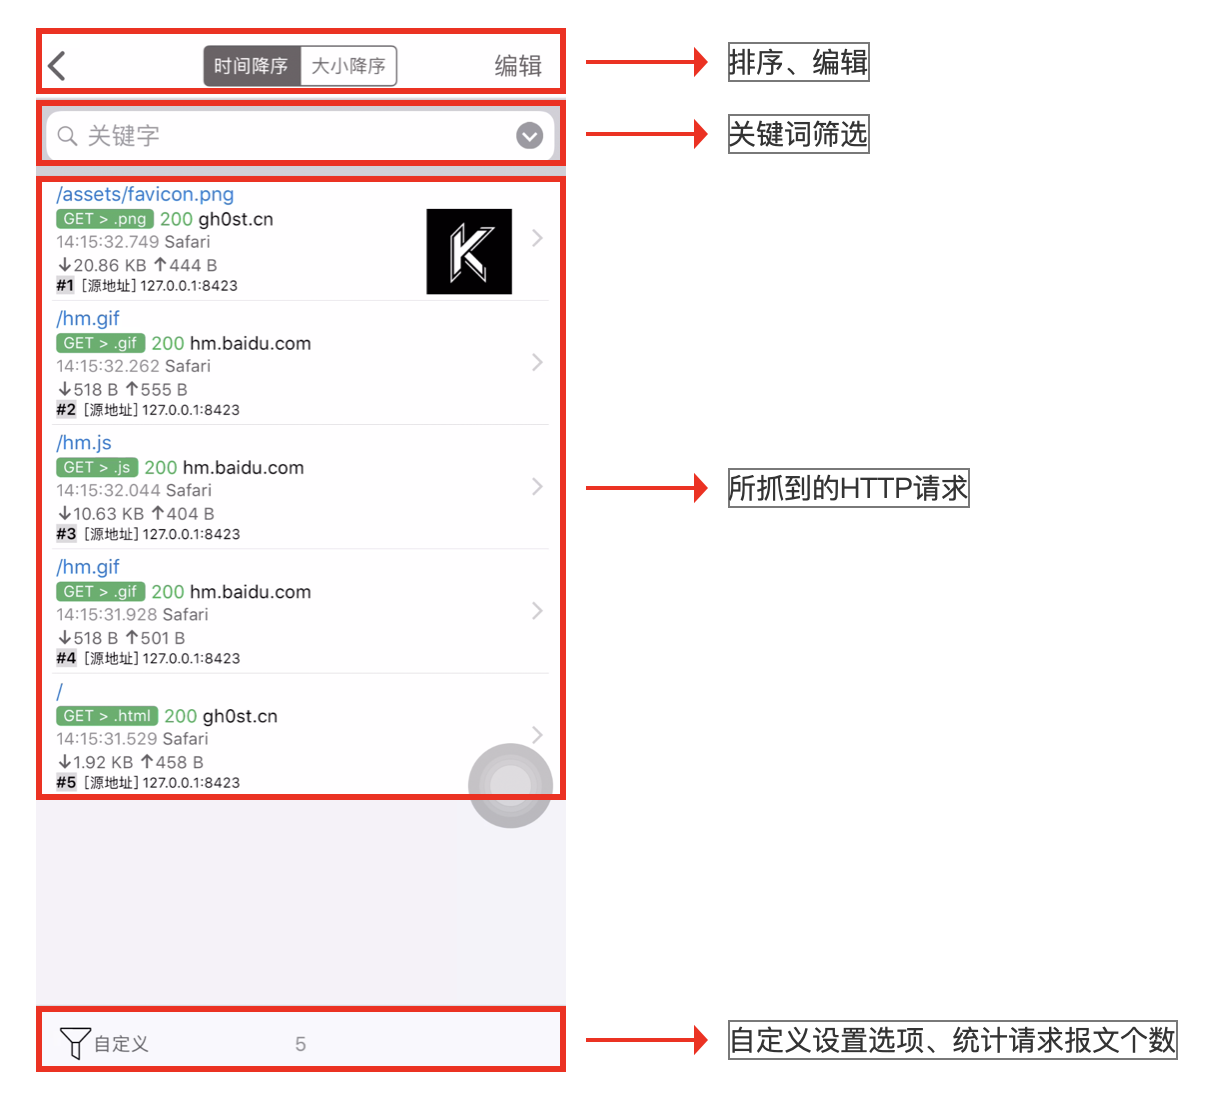 时间降序 大小降序 编辑
排序、编辑
关键字
关键词筛选
/assets/favicon.png
GET > .png 200 gh0st.cn
14:15:32.749 Safari
↓20.86 KB ↑444 B
#1 [源地址] 127.0.0.1:8423
/hm.gif
GET > .gif 200 hm.baidu.com
14:15:32.262 Safari
↓518 B ↑555 B
#2 [源地址] 127.0.0.1:8423
/hm.js
GET > .js 200 hm.baidu.com
14:15:32.044 Safari
↓10.63 KB ↑404 B
#3 [源地址] 127.0.0.1:8423
所抓到的HTTP请求
/hm.gif
GET > .gif 200 hm.baidu.com
14:15:31.928 Safari
↓518 B ↑501 B
#4 [源地址] 127.0.0.1:8423
/
GET > .html 200 gh0st.cn
14:15:31.529 Safari
↓1.92 KB ↑458 B
#5 [源地址] 127.0.0.1:8423
自定义 5
自定义设置选项、统计请求报文个数